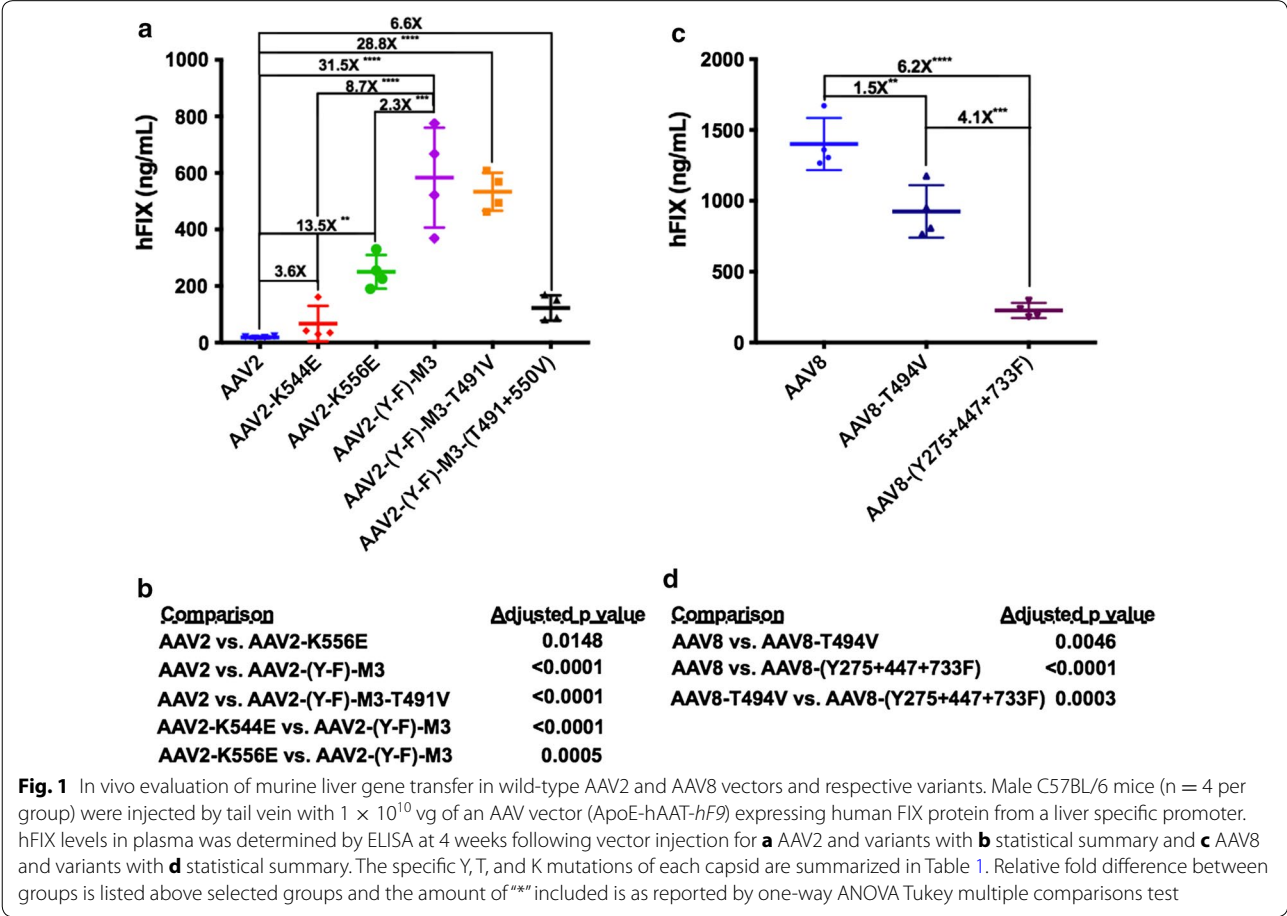 a
6.6X
28.8X ****
31.5X ****
8.7X ****
2.3X ***
13.5X **
3.6X
hFIX (ng/mL)
1000
800
600
400
200
0
AAV2
AAV2-K544E
AAV2-K556E
AAV2-(Y-F)-M3
AAV2-(Y-F)-M3-T491V
AAV2-(Y-F)-M3-(T491+550V)
c
6.2X****
1.5X**
4.1X***
hFIX (ng/mL)
2000
1500
1000
500
0
AAV8
AAV8-T494V
AAV8-(Y275+447+733F)
b
Comparison Adjusted p value
AAV2 vs. AAV2-K556E 0.0148
AAV2 vs. AAV2-(Y-F)-M3 <0.0001
AAV2 vs. AAV2-(Y-F)-M3-T491V <0.0001
AAV2-K544E vs. AAV2-(Y-F)-M3 <0.0001
AAV2-K556E vs. AAV2-(Y-F)-M3 0.0005
d
Comparison Adjusted p value
AAV8 vs. AAV8-T494V 0.0046
AAV8 vs. AAV8-(Y275+447+733F) <0.0001
AAV8-T494V vs. AAV8-(Y275+447+733F) 0.0003
Fig. 1 In vivo evaluation of murine liver gene transfer in wild-type AAV2 and AAV8 vectors and respective variants. Male C57BL/6 mice (n = 4 per
group) were injected by tail vein with 1 × 10¹⁰ vg of an AAV vector (ApoE-hAAT-hF9) expressing human FIX protein from a liver specific promoter.
hFIX levels in plasma was determined by ELISA at 4 weeks following vector injection for a AAV2 and variants with b statistical summary and c AAV8
and variants with d statistical summary. The specific Y, T, and K mutations of each capsid are summarized in Table 1. Relative fold difference between
groups is listed above selected groups and the amount of "*" included is as reported by one-way ANOVA Tukey multiple comparisons test